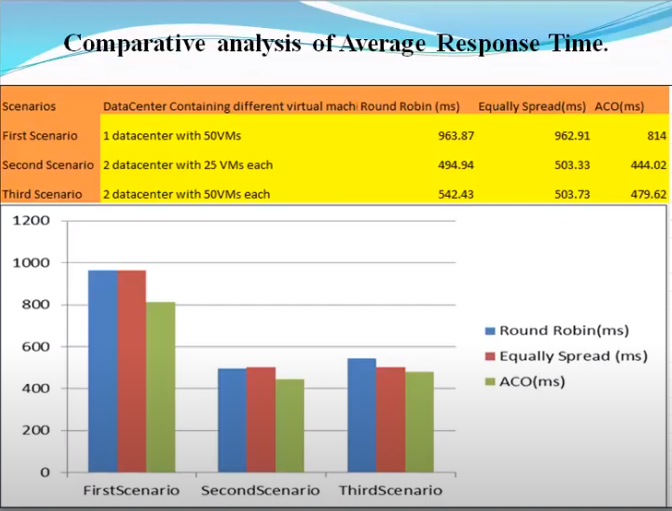 Comparative analysis of Average Response Time.
Scenarios DataCenter Containing different virtual machi Round Robin (ms) Equally Spread(ms) ACO(ms)
First Scenario 1 datacenter with 50VMs 963.87 962.91 814
Second Scenario 2 datacenter with 25 VMs each 494.94 503.33 444.02
Third Scenario 2 datacenter with 50VMs each 542.43 503.73 479.62
1200
1000
800
600
400
200
0
Round Robin(ms)
Equally Spread (ms)
ACO(ms)
FirstScenario SecondScenario ThirdScenario